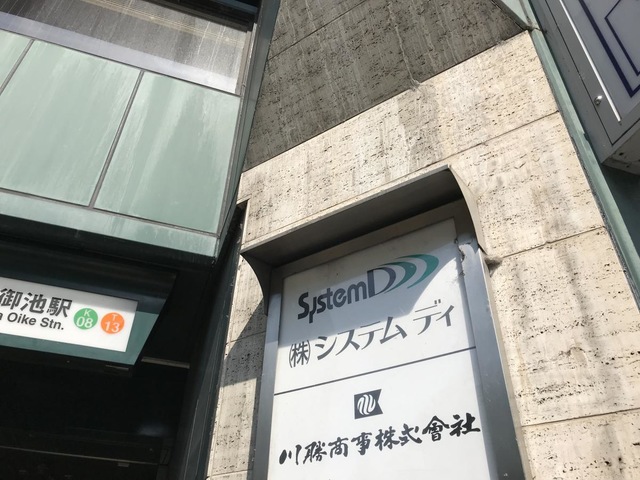 御池駅
Oike Stn.
K
08
T
13
SystemD
㈱システム ディ
川勝商事株式會社